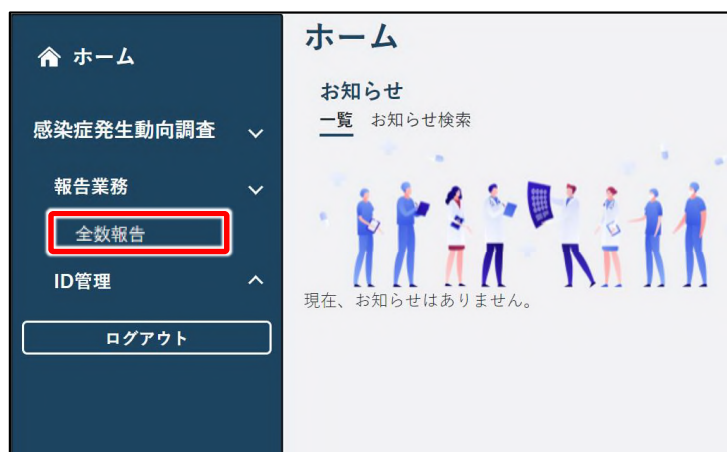 ホーム
感染症発生動向調査
報告業務
全数報告
ID管理
ログアウト
ホーム
お知らせ
一覧 お知らせ検索
現在、お知らせはありません。